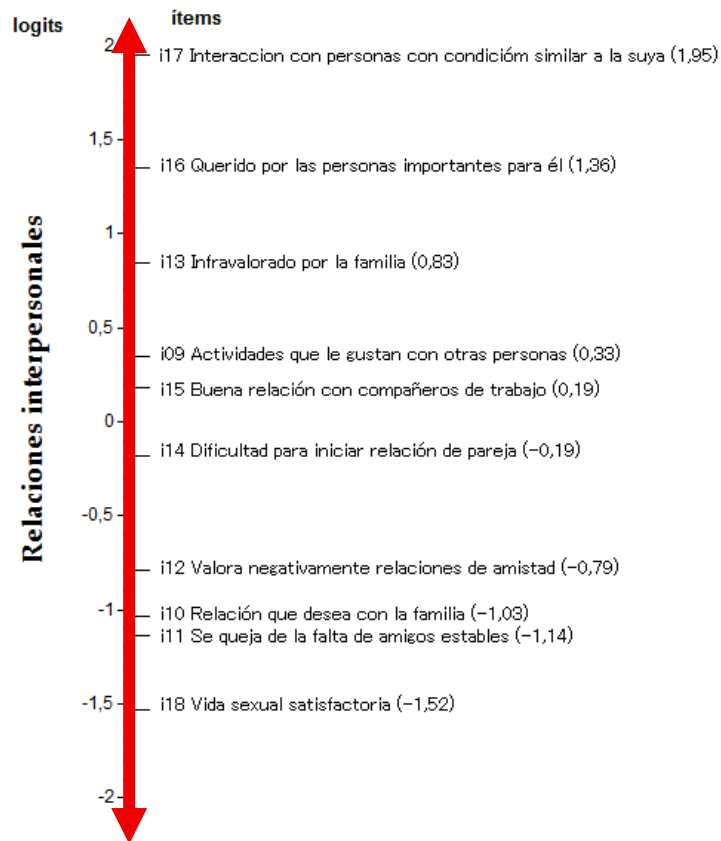 logits
ítems
2
i17 Interaccion con personas con condicióm similar a la suya (1,95)
1,5
i16 Querido por las personas importantes para él (1,36)
1
i13 Infravalorado por la familia (0,83)
0,5
i09 Actividades que le gustan con otras personas (0,33)
i15 Buena relación con compañeros de trabajo (0,19)
0
i14 Dificultad para iniciar relación de pareja (−0,19)
-0,5
i12 Valora negativamente relaciones de amistad (−0,79)
-1
i10 Relación que desea con la familia (−1,03)
i11 Se queja de la falta de amigos estables (−1,14)
-1,5
i18 Vida sexual satisfactoria (−1,52)
-2
Relaciones interpersonales